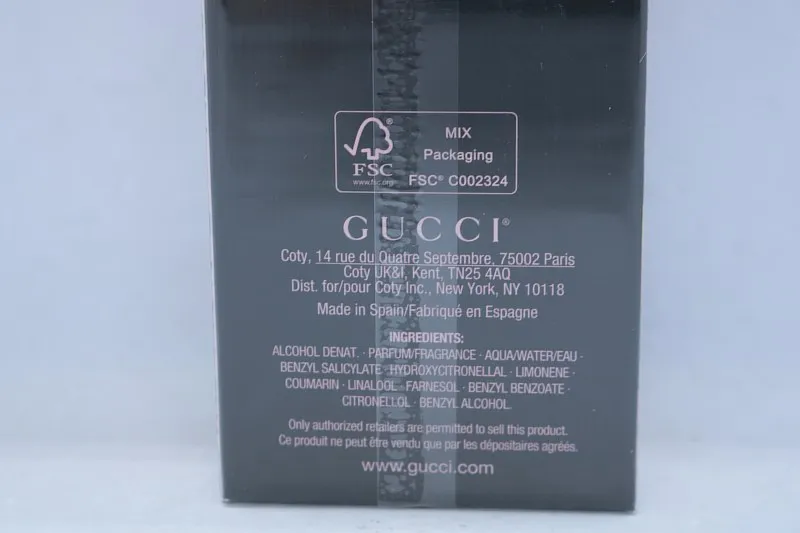 MIX
Packaging
FSC® C002324
FSC
www.fsc.org
GUCCI®
Coty, 14 rue du Quatre Septembre, 75002 Paris
Coty UK&I, Kent, TN25 4AQ
Dist. for/pour Coty Inc., New York, NY 10118
Made in Spain/Fabriqué en Espagne
INGREDIENTS:
ALCOHOL DENAT. · PARFUM/FRAGRANCE · AQUA/WATER/EAU ·
BENZYL SALICYLATE · HYDROXYCITRONELLAL · LIMONENE ·
COUMARIN · LINALOOL · FARNESOL · BENZYL BENZOATE ·
CITRONELLOL · BENZYL ALCOHOL.
Only authorized retailers are permitted to sell this product.
Ce produit ne peut être vendu que par les dépositaires agréés.
www.gucci.com